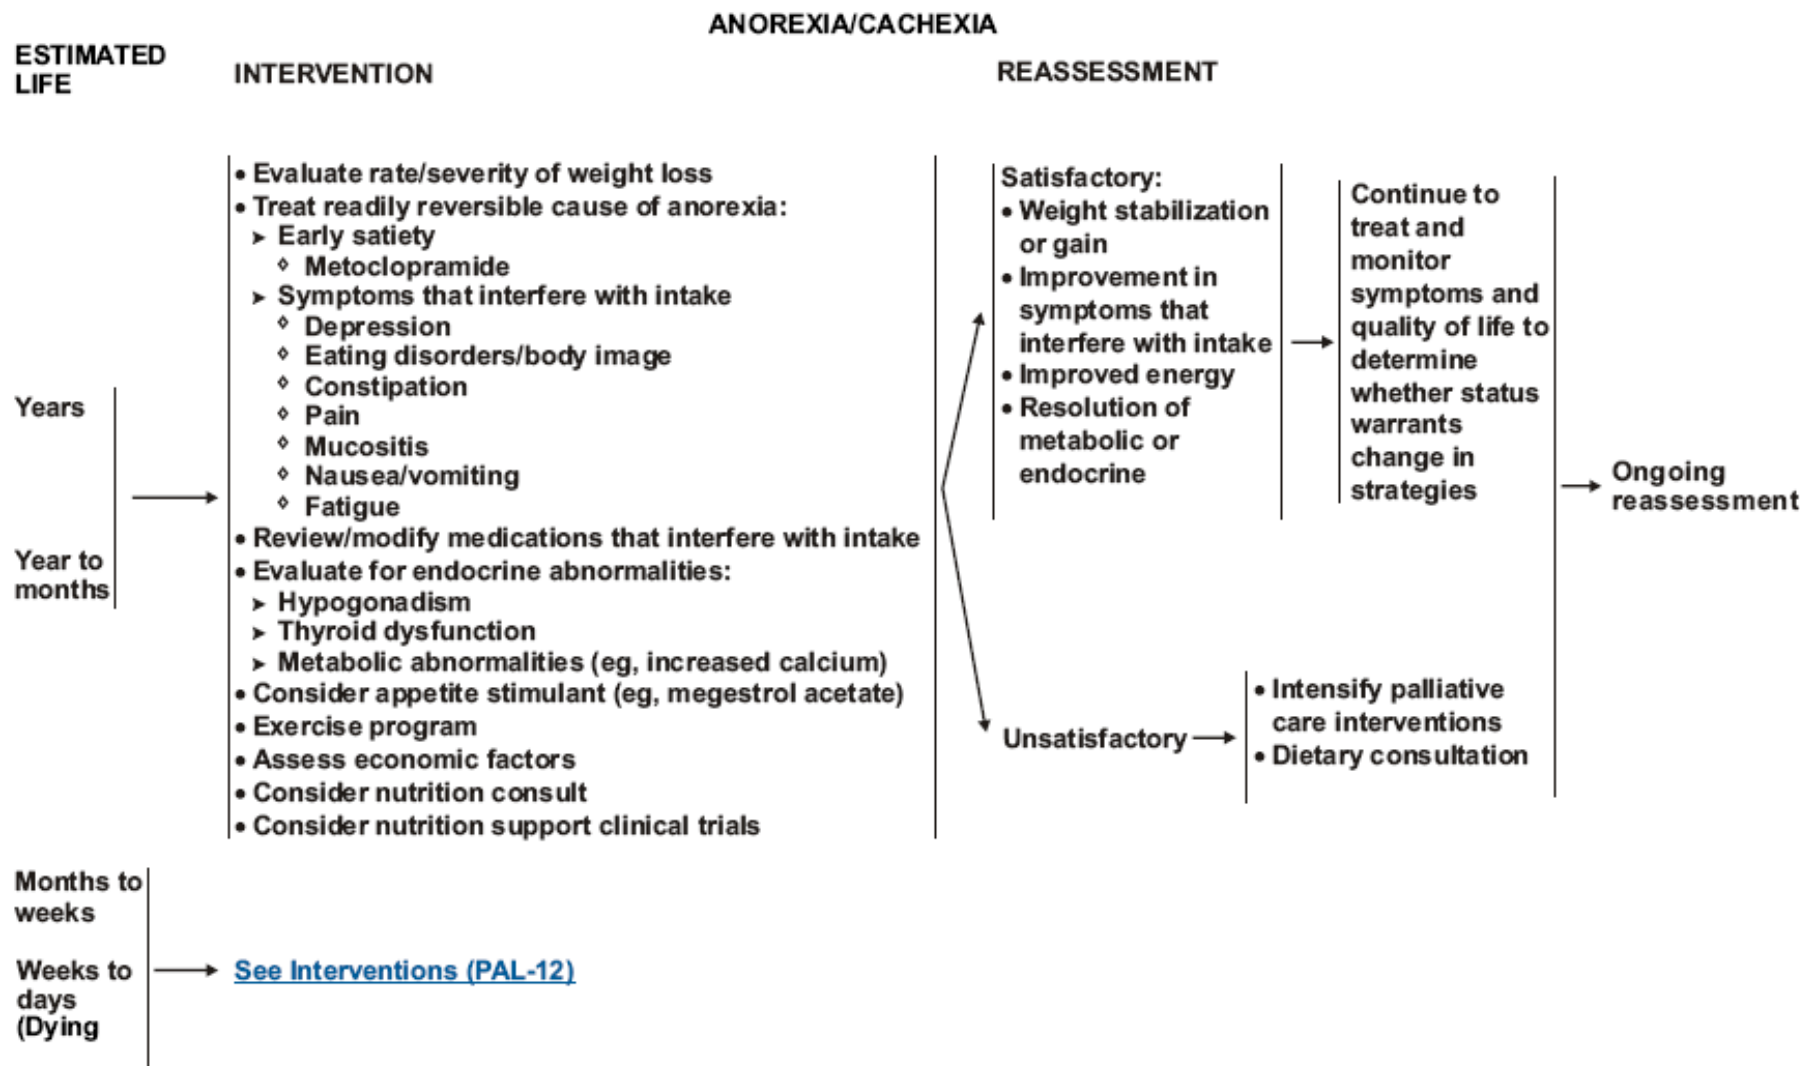 ANOREXIA/CACHEXIA
ESTIMATED
LIFE
INTERVENTION
REASSESSMENT
Years
Year to
months
• Evaluate rate/severity of weight loss
• Treat readily reversible cause of anorexia:
➤ Early satiety
◊ Metoclopramide
➤ Symptoms that interfere with intake
◊ Depression
◊ Eating disorders/body image
◊ Constipation
◊ Pain
◊ Mucositis
◊ Nausea/vomiting
◊ Fatigue
• Review/modify medications that interfere with intake
• Evaluate for endocrine abnormalities:
➤ Hypogonadism
➤ Thyroid dysfunction
➤ Metabolic abnormalities (eg, increased calcium)
• Consider appetite stimulant (eg, megestrol acetate)
• Exercise program
• Assess economic factors
• Consider nutrition consult
• Consider nutrition support clinical trials
Satisfactory:
• Weight stabilization
or gain
• Improvement in
symptoms that
interfere with intake
• Improved energy
• Resolution of
metabolic or
endocrine
Continue to
treat and
monitor
symptoms and
quality of life to
determine
whether status
warrants
change in
strategies
Unsatisfactory
• Intensify palliative
care interventions
• Dietary consultation
Ongoing
reassessment
Months to
weeks
Weeks to
days
(Dying
See Interventions (PAL-12)